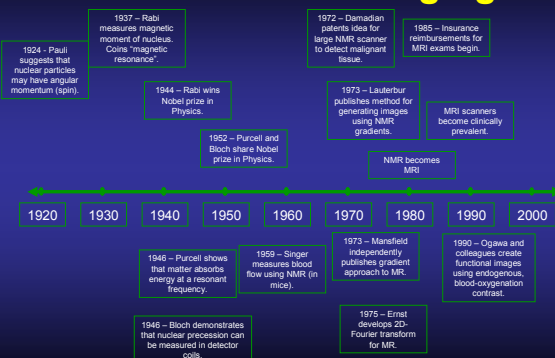 1924 - Pauli
suggests that
nuclear particles
may have angular
momentum (spin).
1937 – Rabi
measures magnetic
moment of nucleus.
Coins “magnetic
resonance”.
1944 – Rabi wins
Nobel prize in
Physics.
1952 – Purcell and
Bloch share Nobel
prize in Physics.
1972 – Damadian
patents idea for
large NMR scanner
to detect malignant
tissue.
1985 – Insurance
reimbursements for
MRI exams begin.
1973 – Lauterbur
publishes method for
generating images
using NMR
gradients.
MRI scanners
become clinically
prevalent.
NMR becomes
MRI
1920 1930 1940 1950 1960 1970 1980 1990 2000
1946 – Purcell shows
that matter absorbs
energy at a resonant
frequency.
1946 – Bloch demonstrates
that nuclear precession can
be measured in detector
coils.
1959 – Singer
measures blood
flow using NMR (in
mice).
1973 – Mansfield
independently
publishes gradient
approach to MR.
1975 – Ernst
develops 2D-
Fourier transform
for MR.
1990 – Ogawa and
colleagues create
functional images
using endogenous,
blood-oxygenation
contrast.